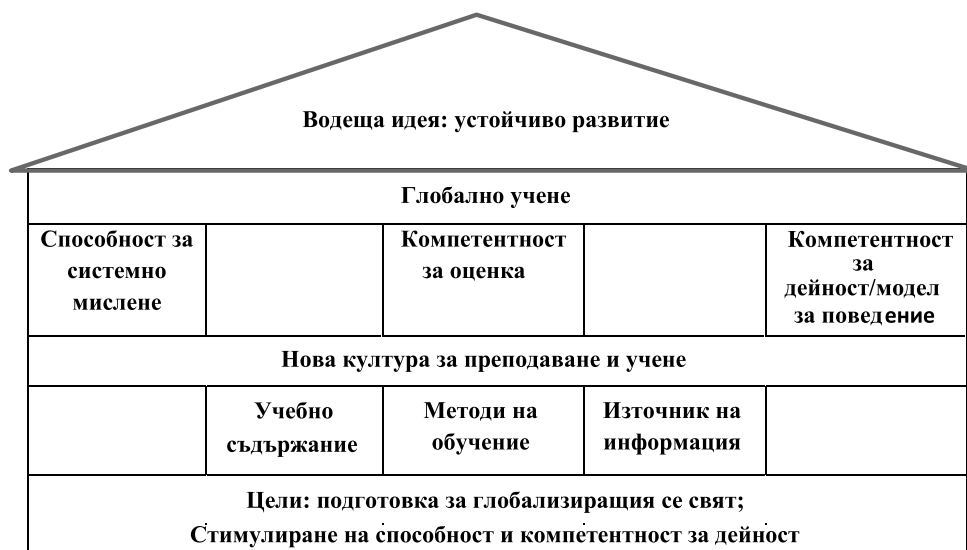 Водеща идея: устойчиво развитие
Глобално учене
Способност за
системно
мислене
Компетентност
за оценка
Компетентност
за
дейност/модел
за поведение
Нова култура за преподаване и учене
Учебно
съдържание
Методи на
обучение
Източник на
информация
Цели: подготовка за глобализиращия се свят;
Стимулиране на способност и компетентност за дейност